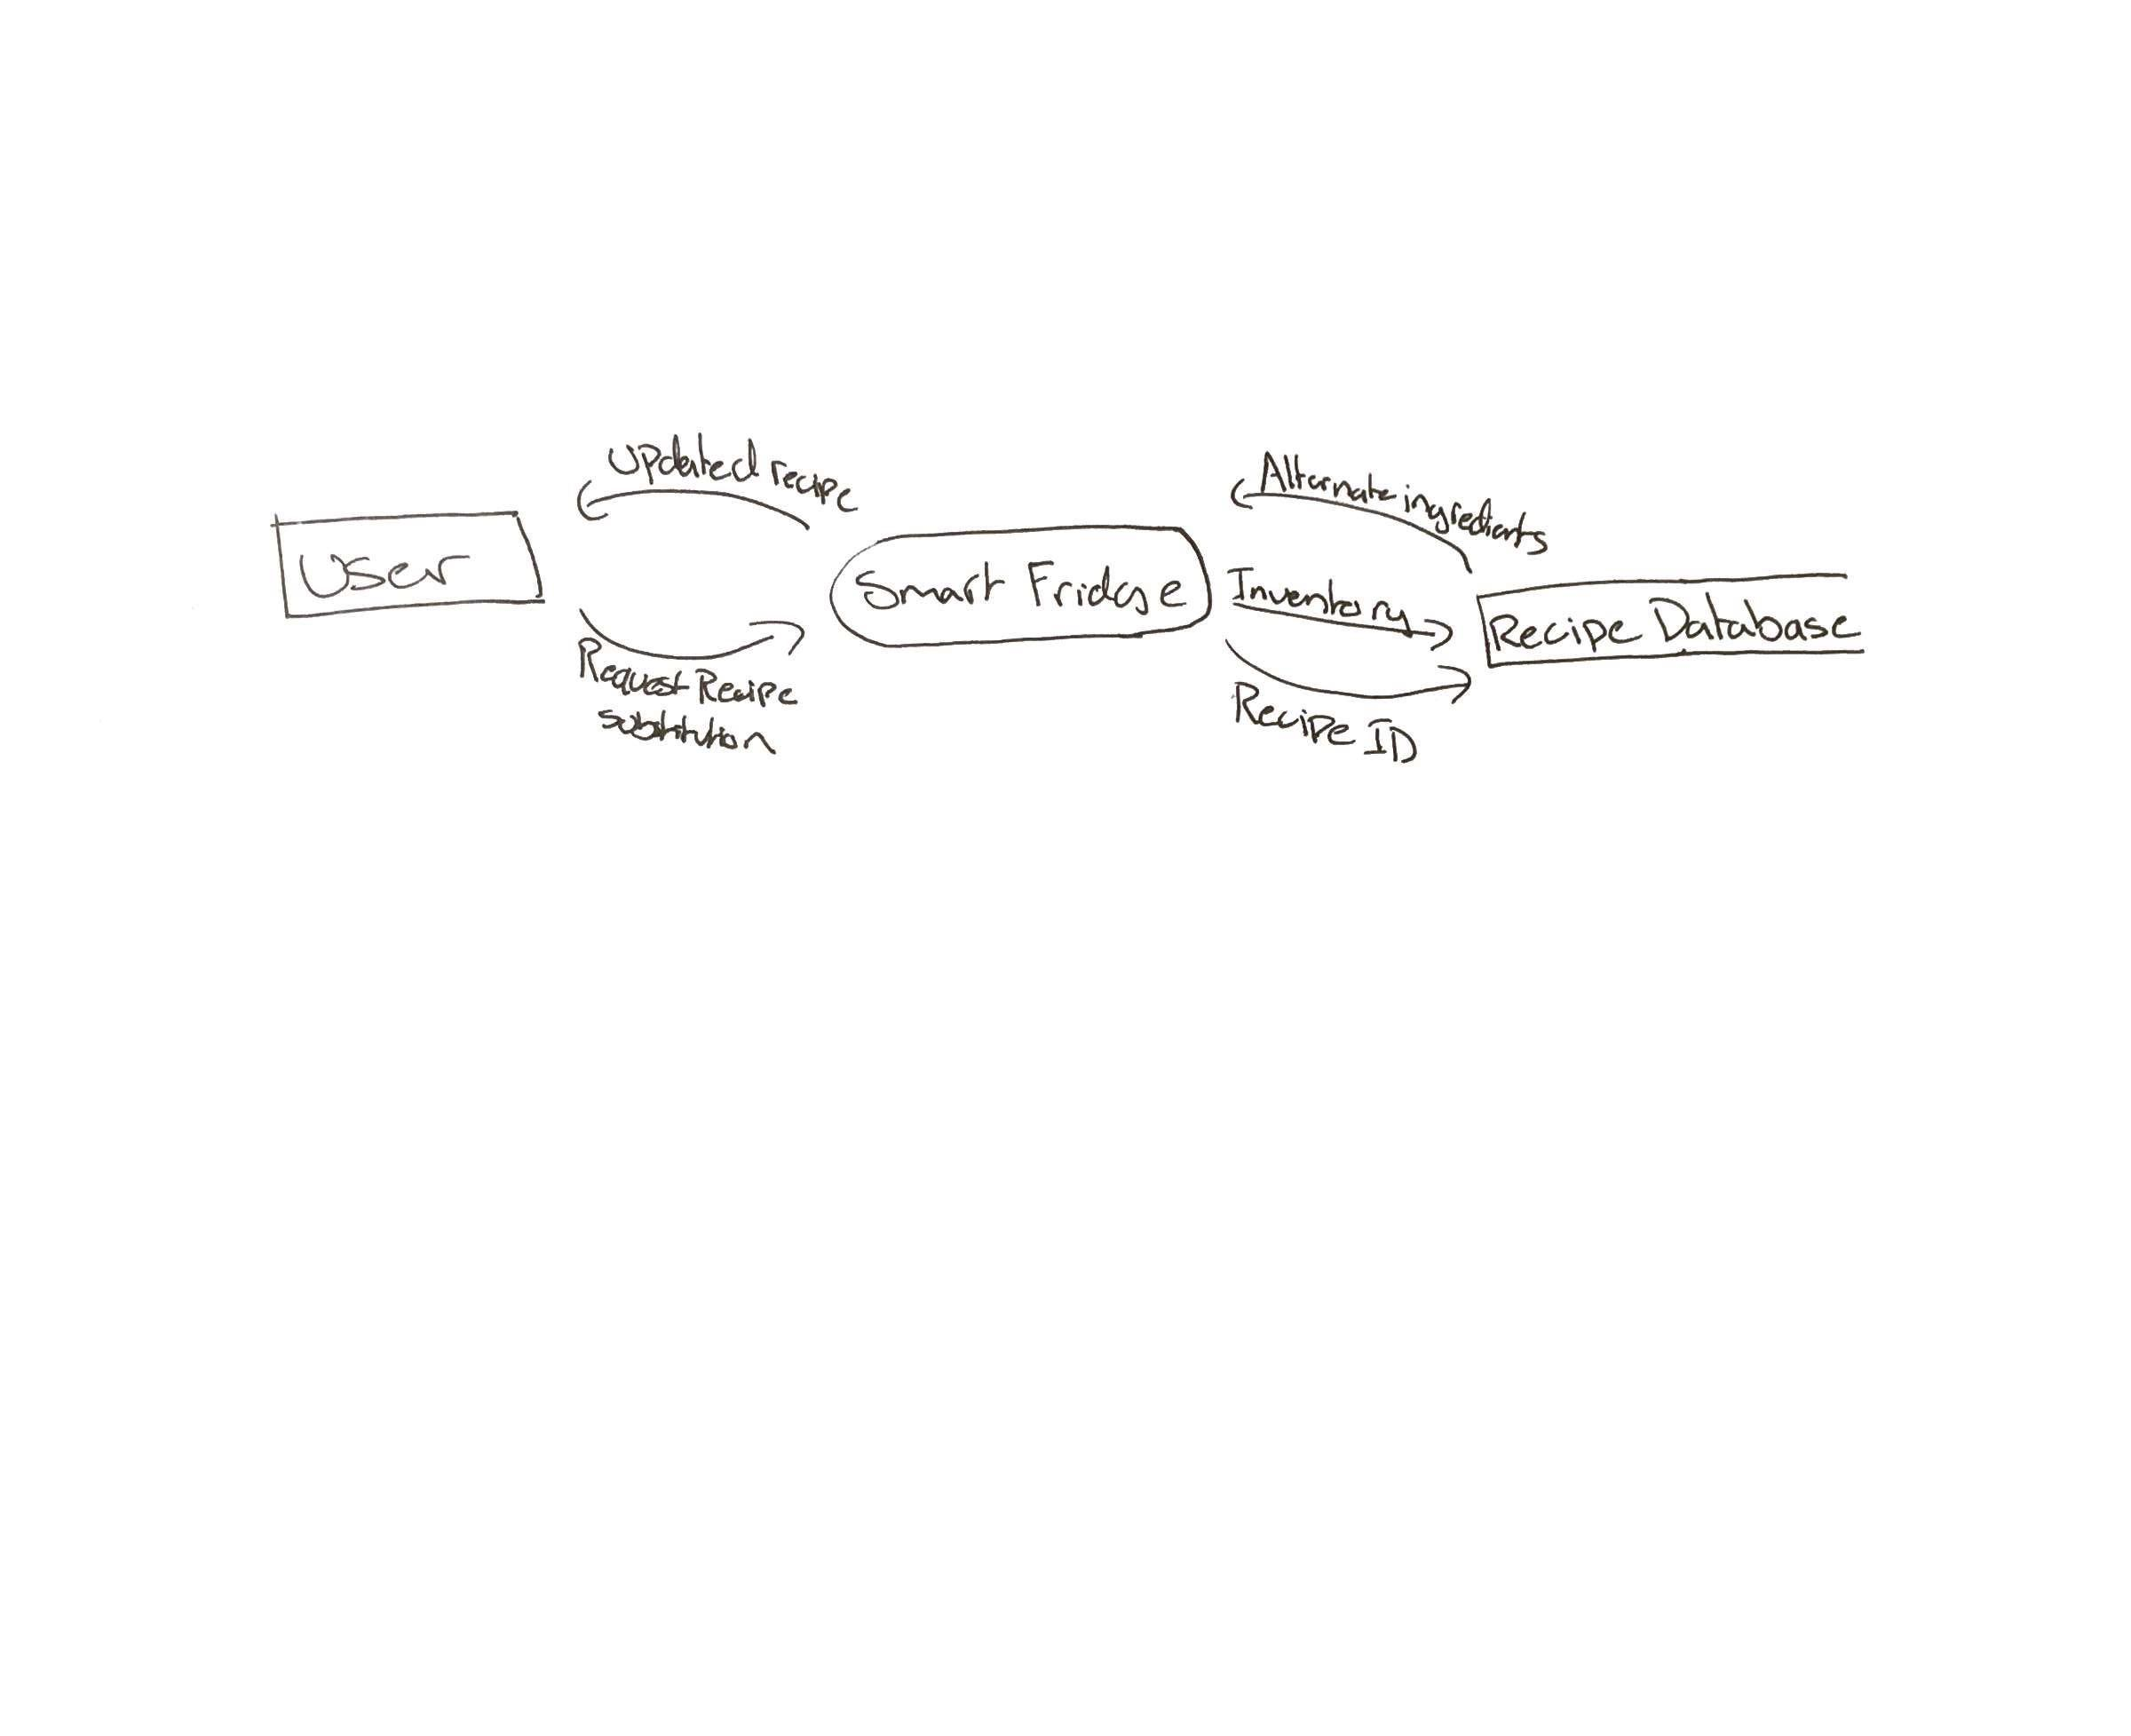 Updated recipe
User
Request Recipe
substitution
Smart Fridge
Alternate ingredients
Inventory
Recipe ID
Recipe Database